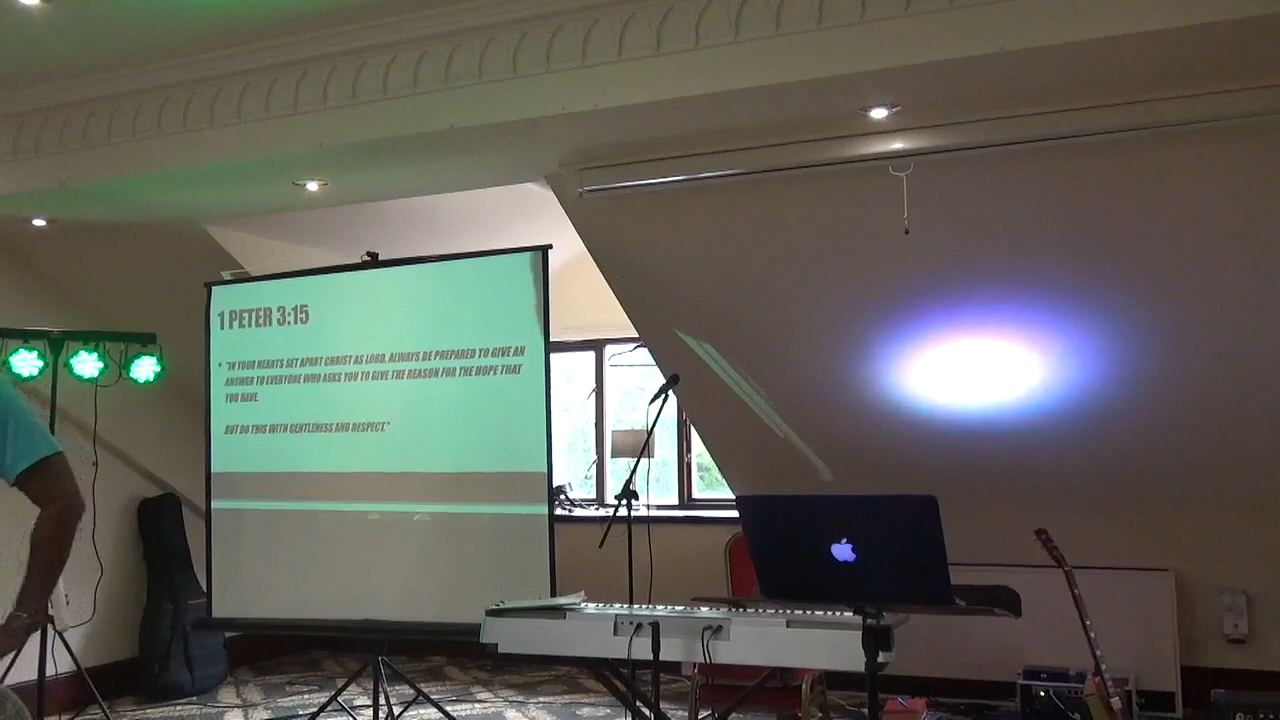 1 PETER 3:15
• "IN YOUR HEARTS SET APART CHRIST AS LORD. ALWAYS BE PREPARED TO GIVE AN
ANSWER TO EVERYONE WHO ASKS YOU TO GIVE THE REASON FOR THE HOPE THAT
YOU HAVE.
BUT DO THIS WITH GENTLENESS AND RESPECT."